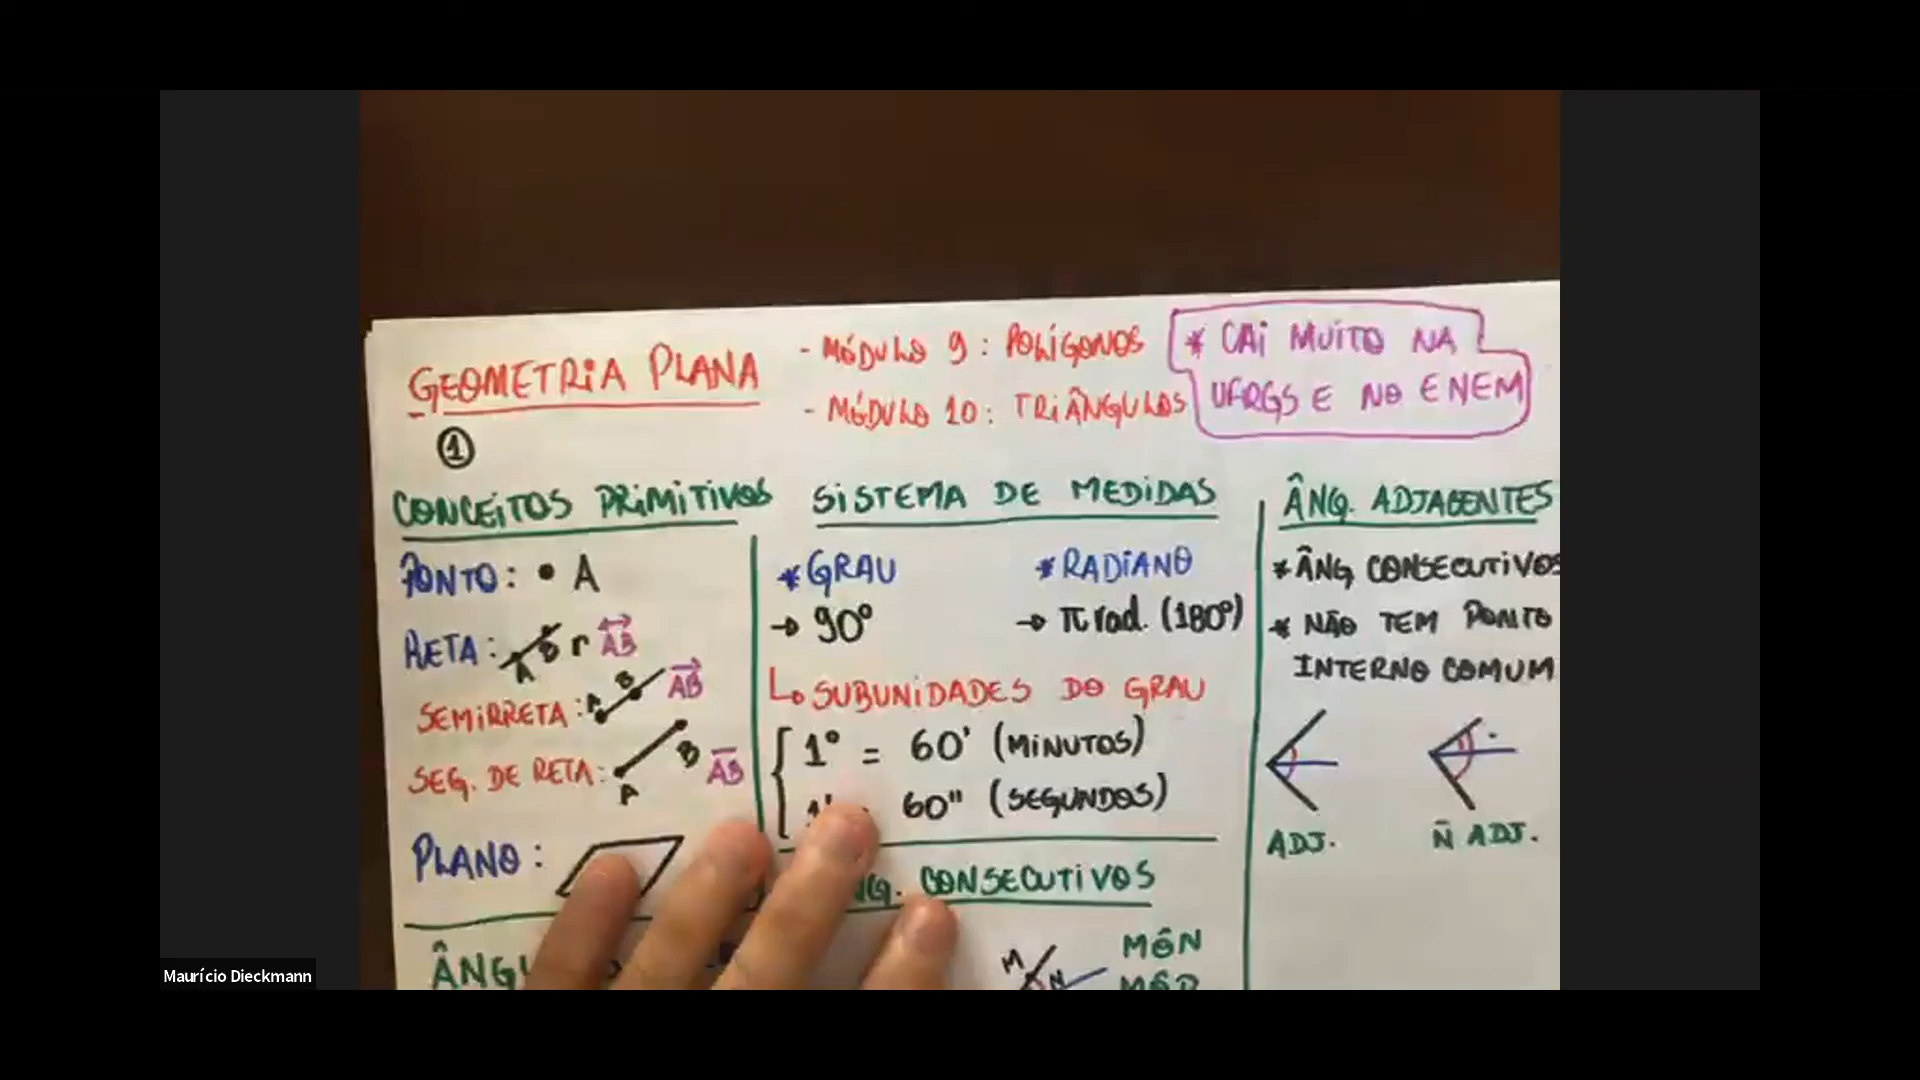 GEOMETRIA PLANA
- MÓDULO 9: POLÍGONOS
- MÓDULO 10: TRIÂNGULOS
* CAI MUITO NA
UFRGS E NO ENEM
1
CONCEITOS PRIMITIVOS
PONTO: • A
RETA: A B r AB
SEMIRRETA: A B AB
SEG. DE RETA: A B AB
PLANO:
SISTEMA DE MEDIDAS
* GRAU
→ 90°
* RADIANO
→ π rad. (180°)
↳ SUBUNIDADES DO GRAU
1° = 60' (MINUTOS)
60" (SEGUNDOS)
CONSECUTIVOS
M N
MÔN
ÂNG. ADJACENTES
* ÂNG CONSECUTIVOS
* NÃO TEM PONTO
INTERNO COMUM
ADJ.
Ñ ADJ.
Maurício Dieckmann